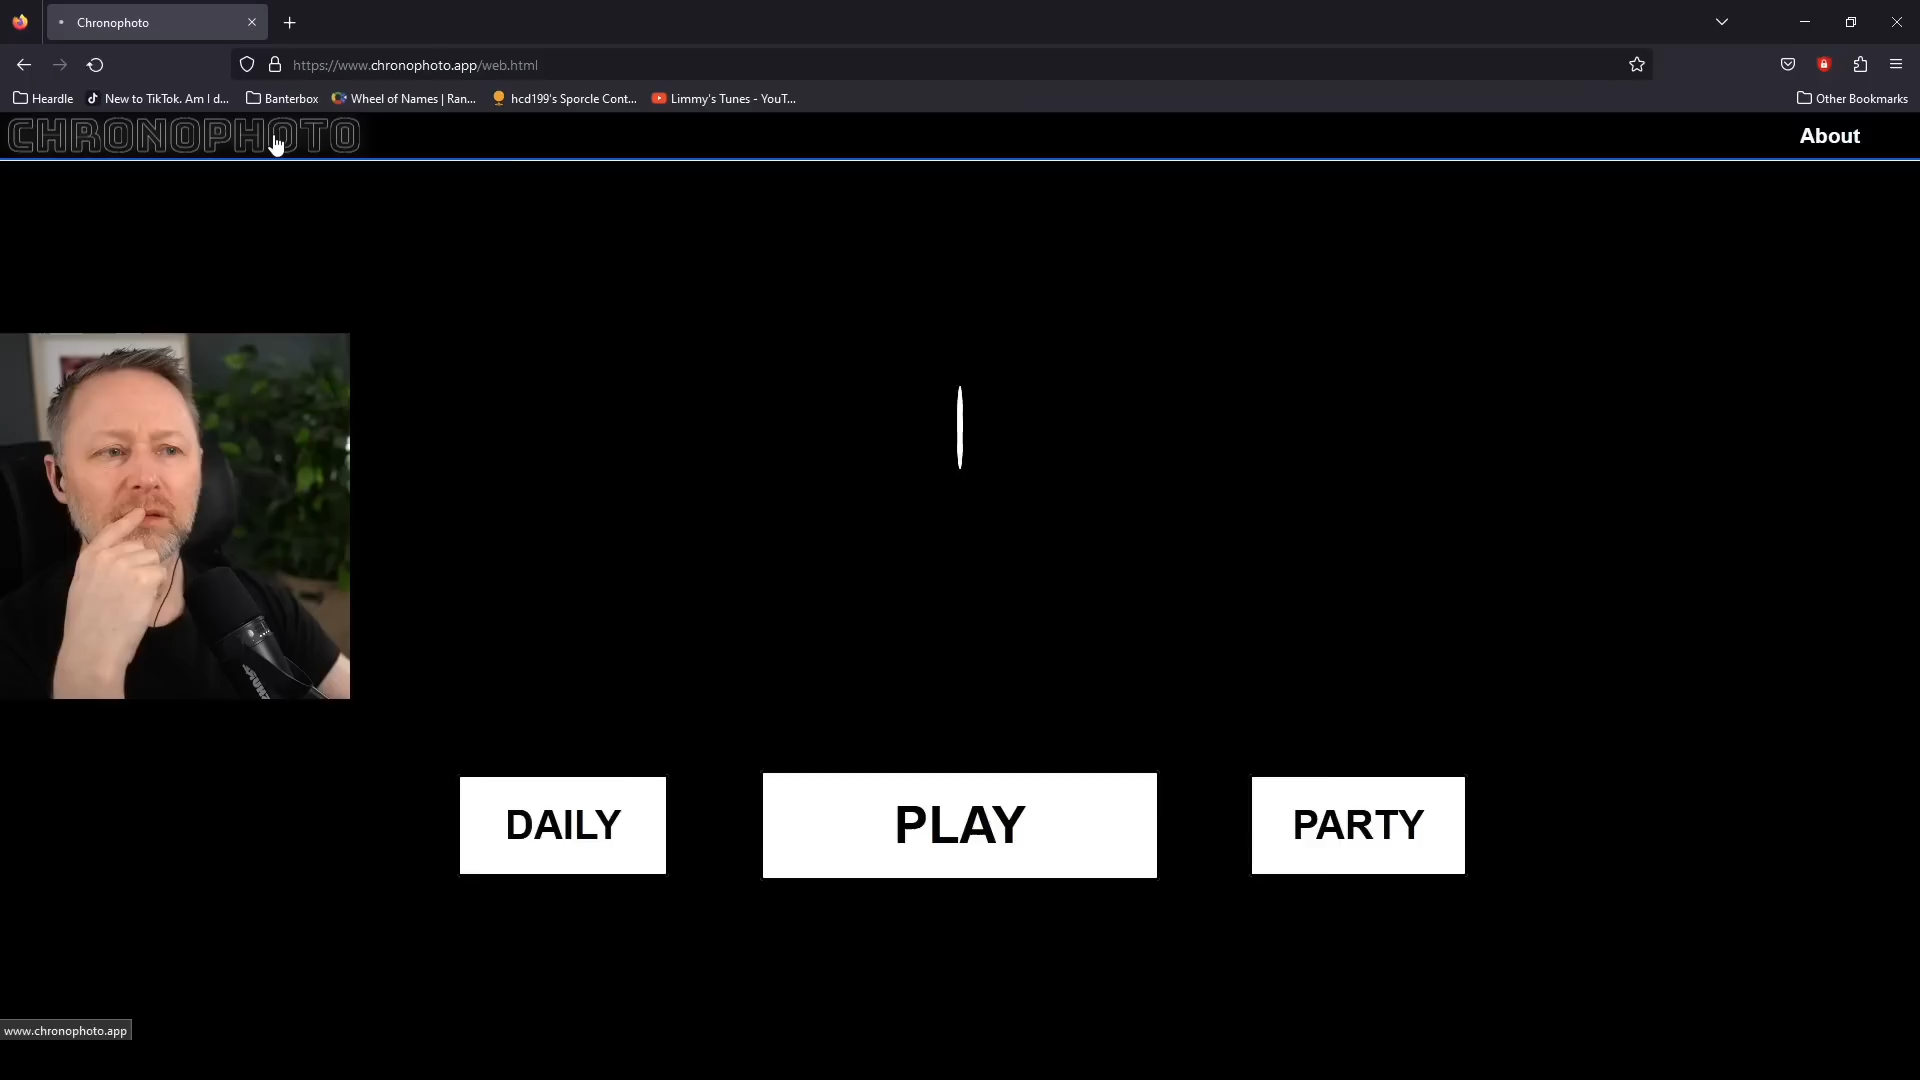 Chronophoto
https://www.chronophoto.app/web.html
Heardle
New to TikTok. Am I d...
Banterbox
Wheel of Names | Ran...
hcd199's Sporcle Cont...
Limmy's Tunes - YouT...
Other Bookmarks
CHRONOPHOTO
About
DAILY
PLAY
PARTY
www.chronophoto.app